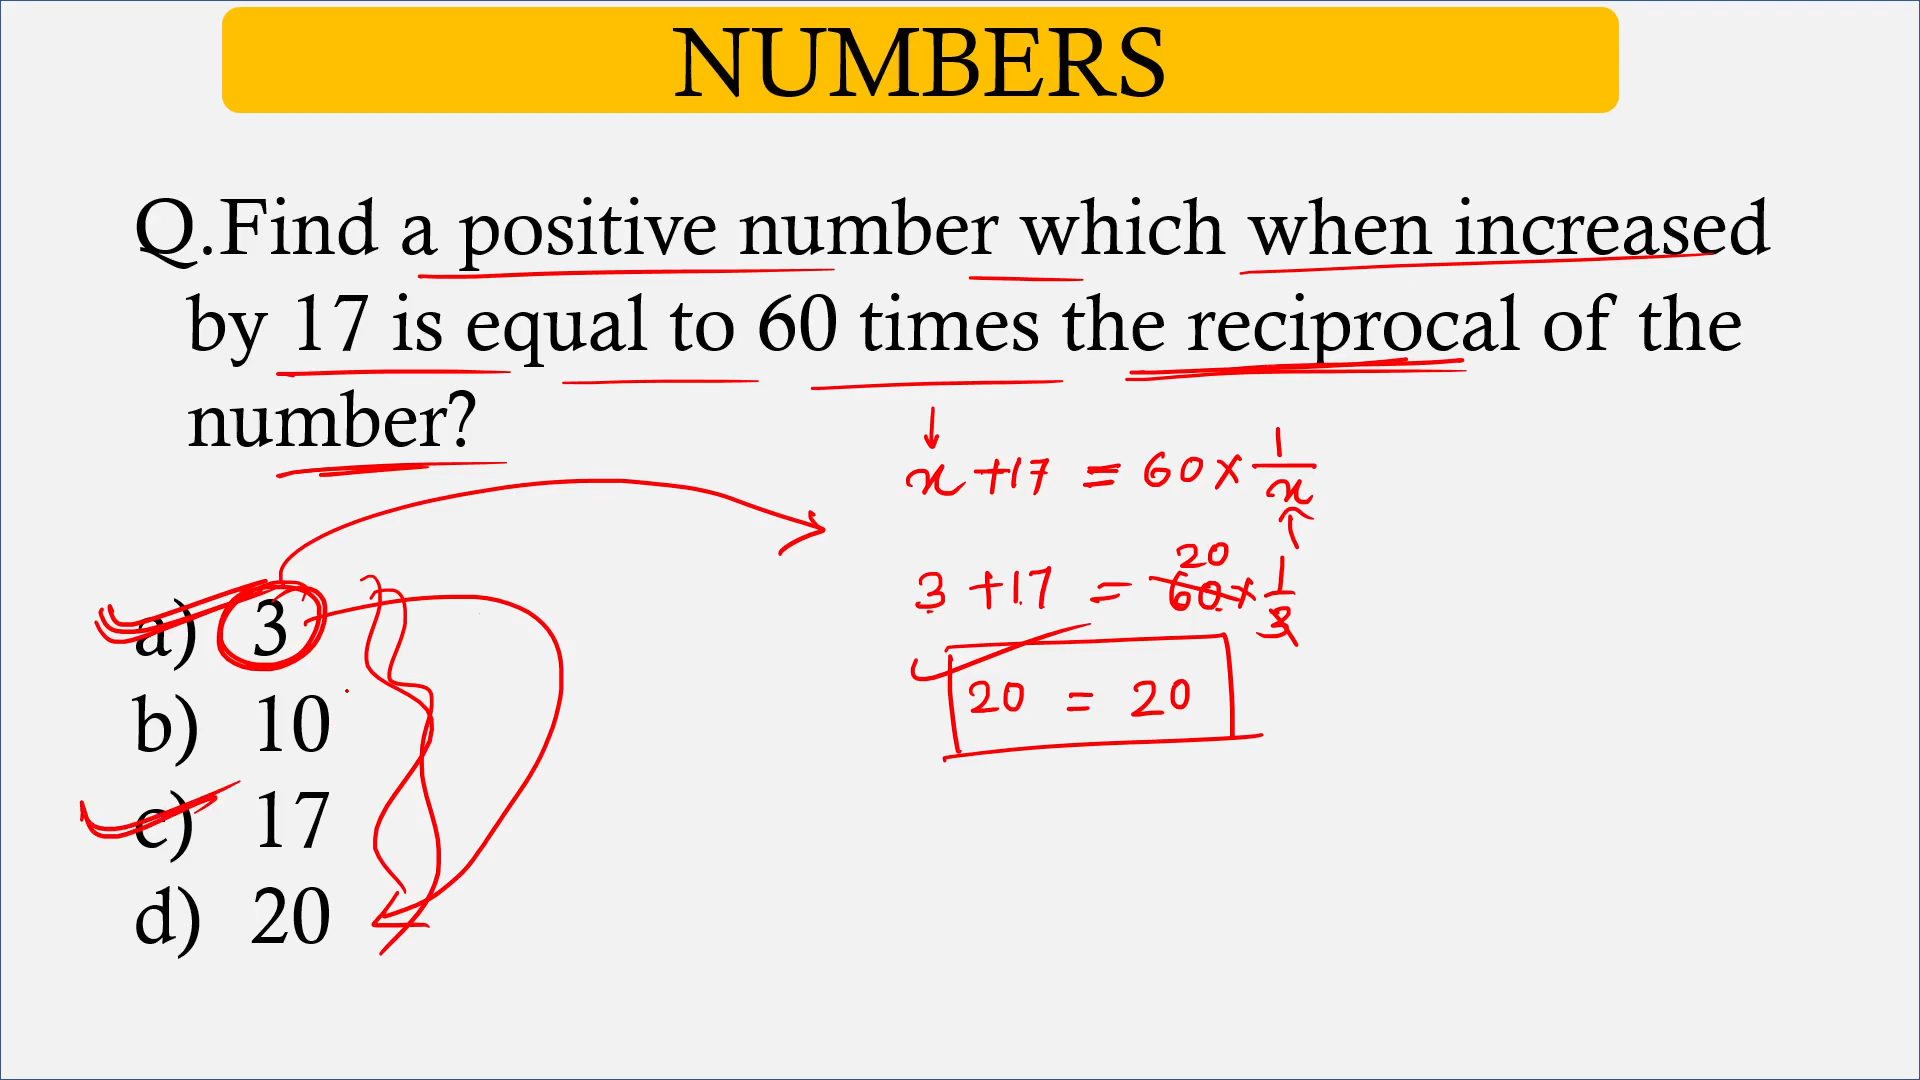 NUMBERS
Q.Find a positive number which when increased
by 17 is equal to 60 times the reciprocal of the
number?
x + 17 = 60 × 1/x
3 + 17 = 60 × 1/3
20
20 = 20
a) 3
b) 10
c) 17
d) 20